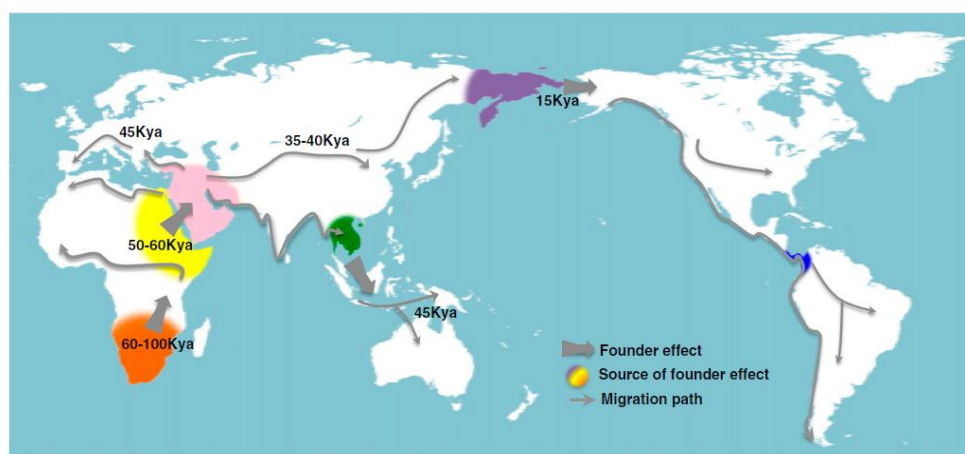 45Kya
35-40Kya
15Kya
50-60Kya
45Kya
60-100Kya
Founder effect
Source of founder effect
Migration path